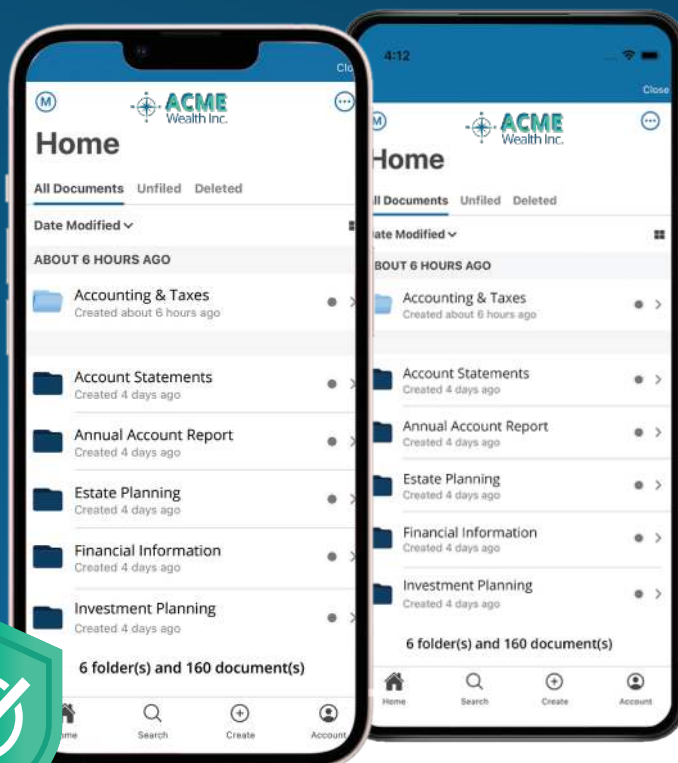 Clo
M
ACME
Wealth Inc.
Home
All Documents Unfiled Deleted
Date Modified
ABOUT 6 HOURS AGO
Accounting & Taxes
Created about 6 hours ago
Account Statements
Created 4 days ago
Annual Account Report
Created 4 days ago
Estate Planning
Created 4 days ago
Financial Information
Created 4 days ago
Investment Planning
Created 4 days ago
6 folder(s) and 160 document(s)
ome Search Create Account
4:12
Close
M
ACME
Wealth Inc.
Home
ll Documents Unfiled Deleted
ate Modified
BOUT 6 HOURS AGO
Accounting & Taxes
Created about 6 hours ago
Account Statements
Created 4 days ago
Annual Account Report
Created 4 days ago
Estate Planning
Created 4 days ago
Financial Information
Created 4 days ago
Investment Planning
Created 4 days ago
6 folder(s) and 160 document(s)
Home Search Create Account